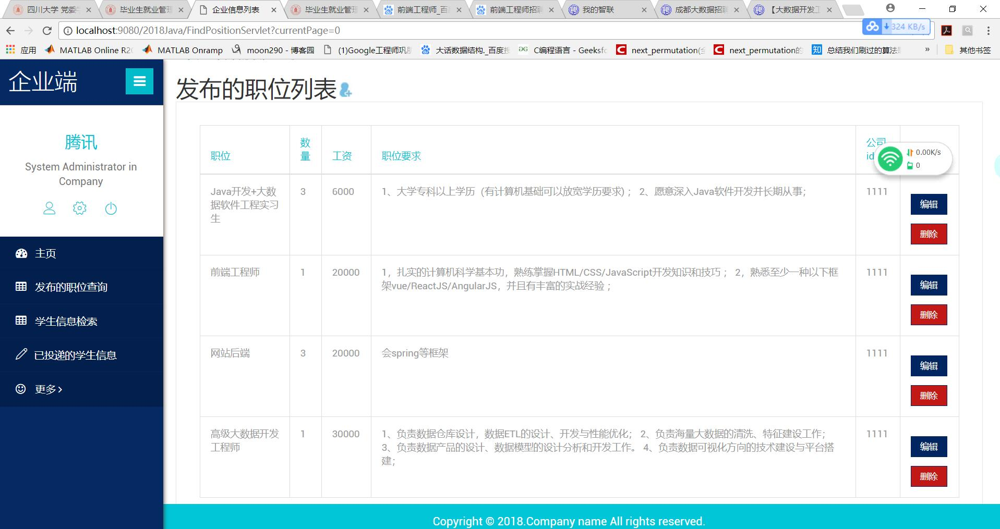 四川大学 党委
毕业生就业管理
企业信息列表
毕业生就业管理
前端工程师_百
前端工程师招聘
我的智联
成都大数据招聘
【大数据开发工
localhost:9080/2018Java/FindPositionServlet?currentPage=0
324 KB/s
应用
MATLAB Online R20
MATLAB Onramp
moon290 - 博客园
(1)Google工程师巩朋
大话数据结构._百度搜
C编程语言 - Geeksfo
next_permutation(全
next_permutation的
知
总结我们刷过的算法
其他书签
企业端
腾讯
System Administrator in
Company
主页
发布的职位查询
学生信息检索
已投递的学生信息
更多
发布的职位列表
职位
数
量
工资
职位要求
公司
id
0.00K/s
0
Java开发+大数
据软件工程实习
生
3
6000
1、大学专科以上学历（有计算机基础可以放宽学历要求）； 2、愿意深入Java软件开发并长期从事；
1111
编辑
删除
前端工程师
1
20000
1，扎实的计算机科学基本功，熟练掌握HTML/CSS/JavaScript开发知识和技巧； 2，熟悉至少一种以下框
架vue/ReactJS/AngularJS，并且有丰富的实战经验；
1111
编辑
删除
网站后端
3
20000
会spring等框架
1111
编辑
删除
高级大数据开发
工程师
1
30000
1、负责数据仓库设计，数据ETL的设计、开发与性能优化； 2、负责海量大数据的清洗、特征建设工作；
3、负责数据产品的设计、数据模型的设计分析和开发工作。 4、负责数据可视化方向的技术建设与平台搭
建；
1111
编辑
删除
Copyright © 2018.Company name All rights reserved.